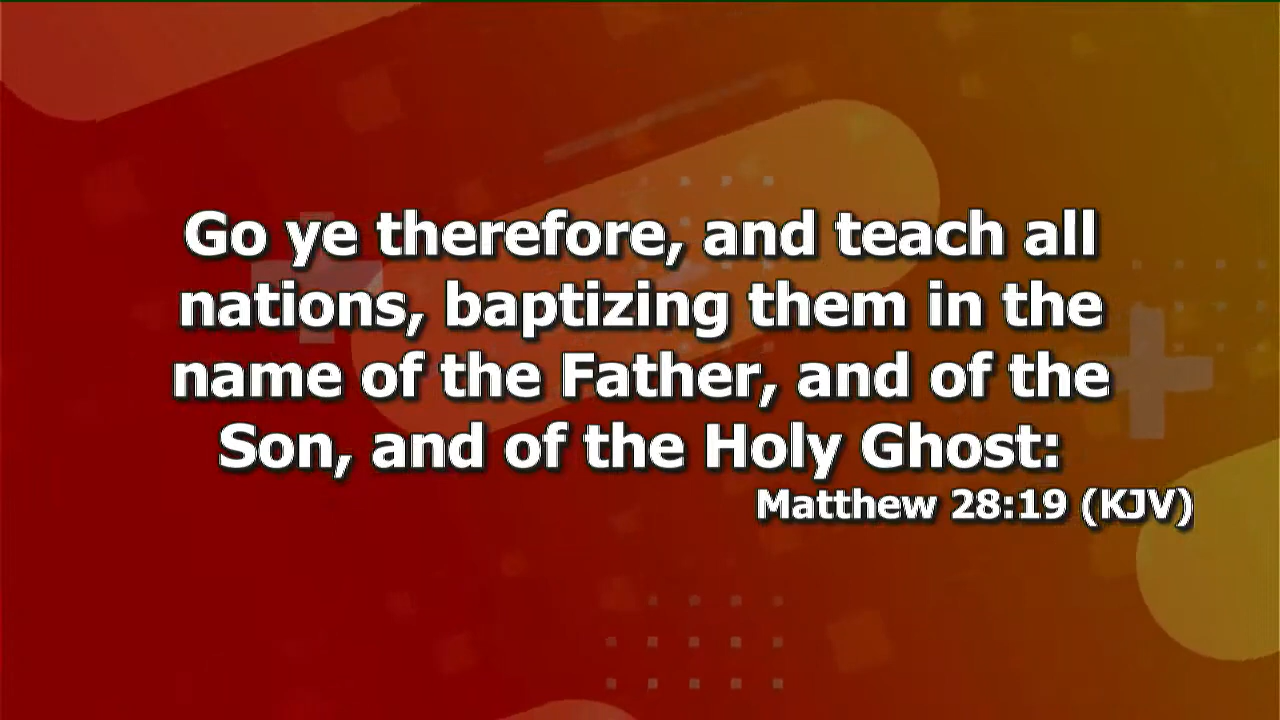 Go ye therefore, and teach all
nations, baptizing them in the
name of the Father, and of the
Son, and of the Holy Ghost:
Matthew 28:19 (KJV)